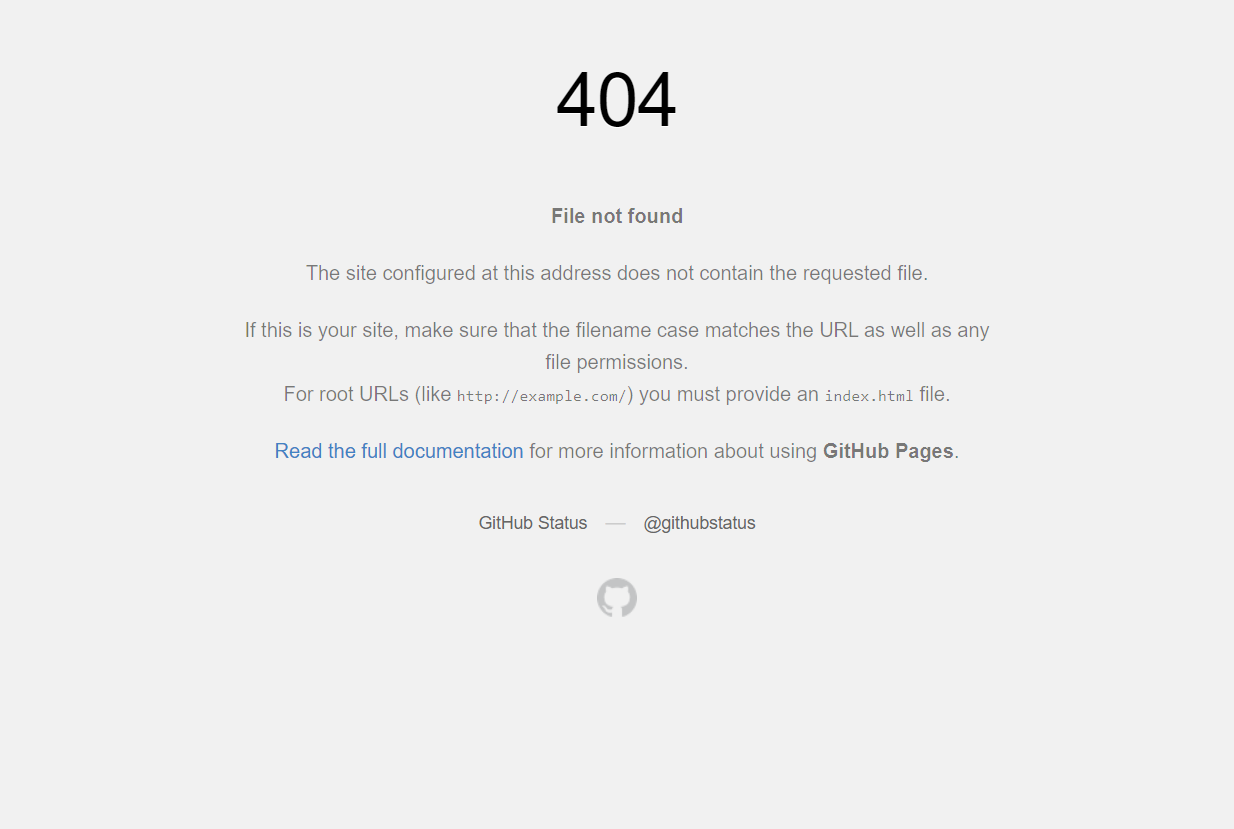 404
File not found
The site configured at this address does not contain the requested file.
If this is your site, make sure that the filename case matches the URL as well as any
file permissions.
For root URLs (like http://example.com/) you must provide an index.html file.
Read the full documentation for more information about using GitHub Pages.
GitHub Status — @githubstatus